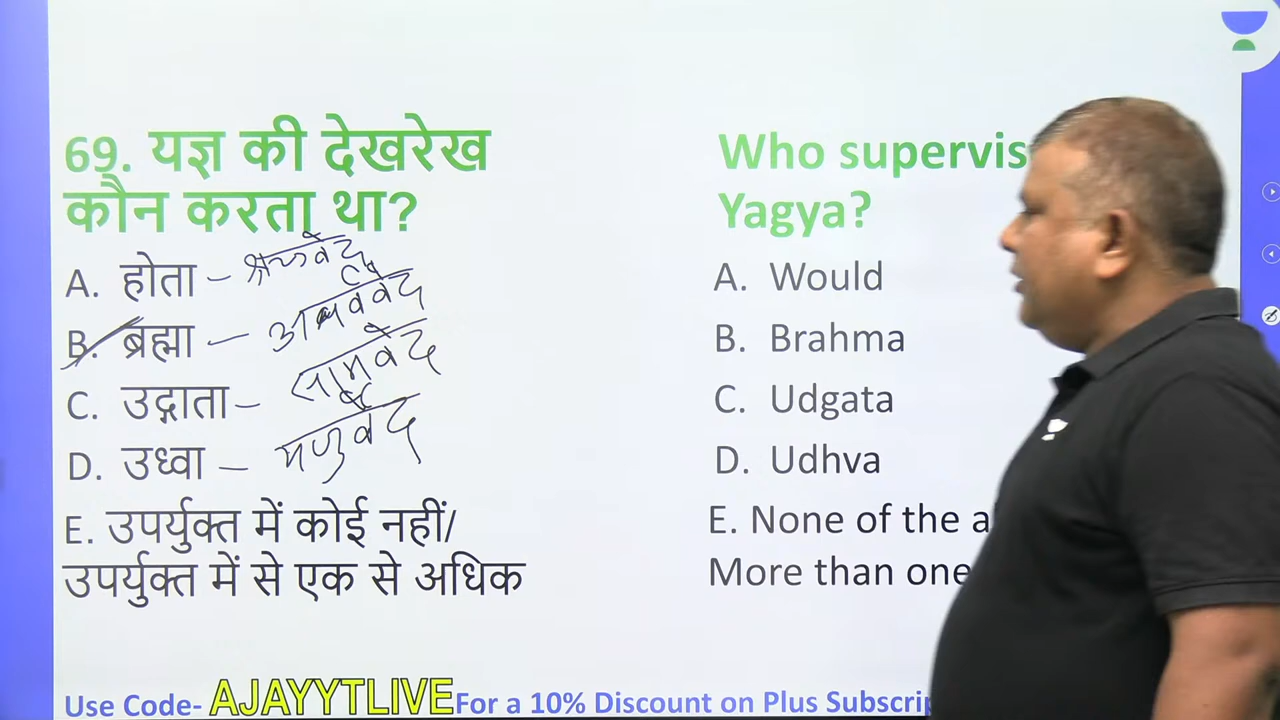 69. यज्ञ की देखरेख
कौन करता था?
A. होता –
B. ब्रह्मा – अथर्ववेद
C. उद्गाता – सामवेद
D. उध्वा – यजुर्वेद
E. उपर्युक्त में कोई नहीं/
उपर्युक्त में से एक से अधिक
Who supervis
Yagya?
A. Would
B. Brahma
C. Udgata
D. Udhva
E. None of the a
More than one
Use Code- AJAYYTLIVE For a 10% Discount on Plus Subscrip